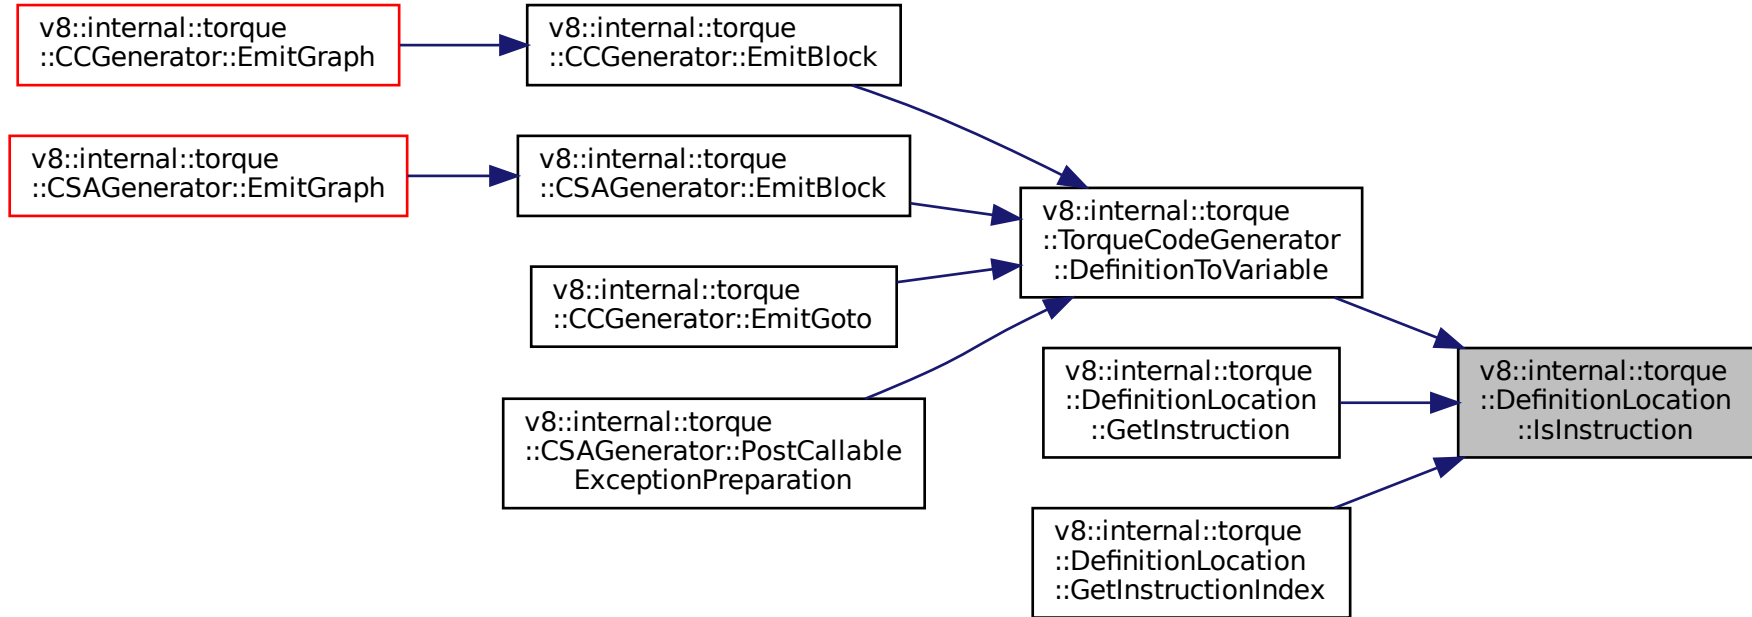 v8::internal::torque
::CCGenerator::EmitGraph
v8::internal::torque
::CCGenerator::EmitBlock
v8::internal::torque
::CSAGenerator::EmitGraph
v8::internal::torque
::CSAGenerator::EmitBlock
v8::internal::torque
::TorqueCodeGenerator
::DefinitionToVariable
v8::internal::torque
::CCGenerator::EmitGoto
v8::internal::torque
::DefinitionLocation
::GetInstruction
v8::internal::torque
::DefinitionLocation
::IsInstruction
v8::internal::torque
::CSAGenerator::PostCallable
ExceptionPreparation
v8::internal::torque
::DefinitionLocation
::GetInstructionIndex